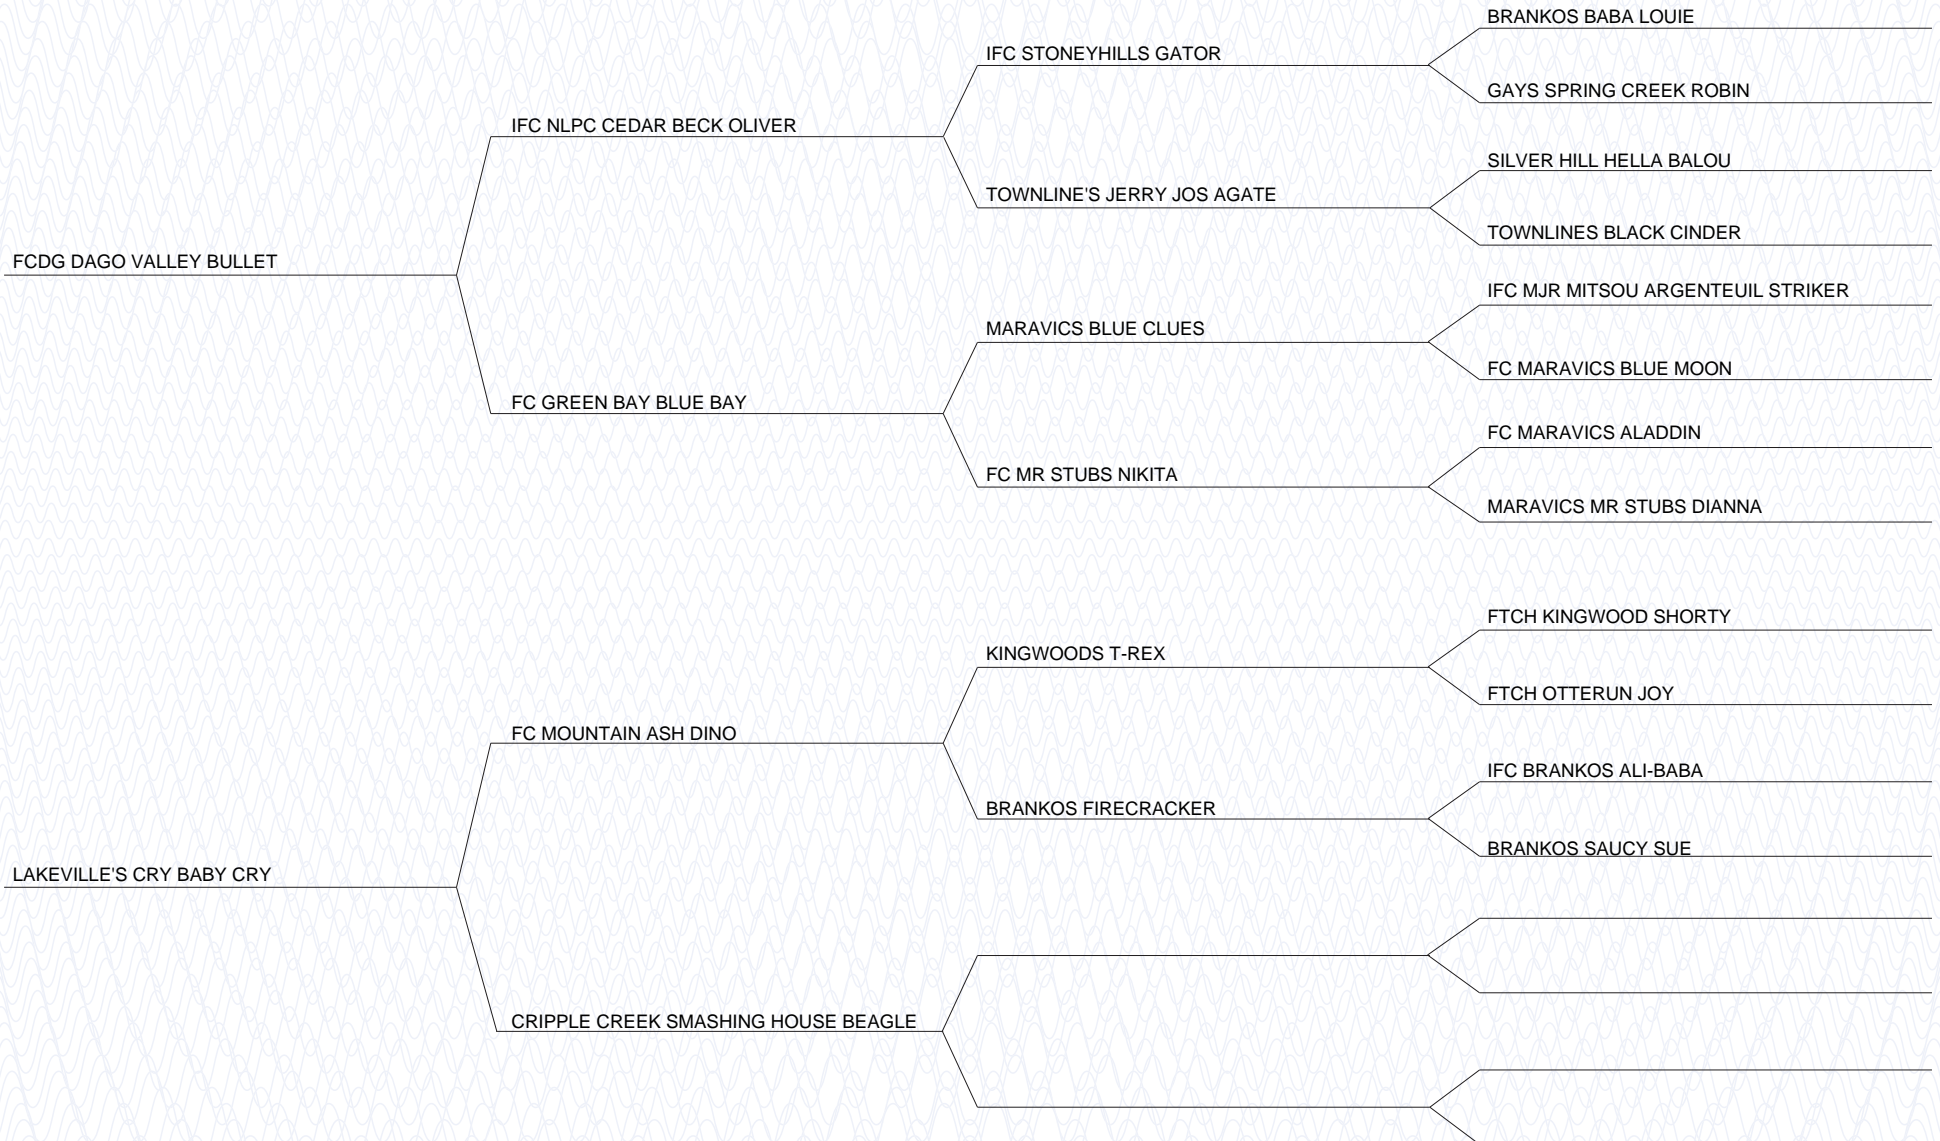 BRANKOS BABA LOUIE
IFC STONEYHILLS GATOR
GAYS SPRING CREEK ROBIN
IFC NLPC CEDAR BECK OLIVER
SILVER HILL HELLA BALOU
TOWNLINE'S JERRY JOS AGATE
TOWNLINES BLACK CINDER
FCDG DAGO VALLEY BULLET
IFC MJR MITSOU ARGENTEUIL STRIKER
MARAVICS BLUE CLUES
FC MARAVICS BLUE MOON
FC GREEN BAY BLUE BAY
FC MARAVICS ALADDIN
FC MR STUBS NIKITA
MARAVICS MR STUBS DIANNA
FTCH KINGWOOD SHORTY
KINGWOODS T-REX
FTCH OTTERUN JOY
FC MOUNTAIN ASH DINO
IFC BRANKOS ALI-BABA
BRANKOS FIRECRACKER
BRANKOS SAUCY SUE
LAKEVILLE'S CRY BABY CRY
CRIPPLE CREEK SMASHING HOUSE BEAGLE